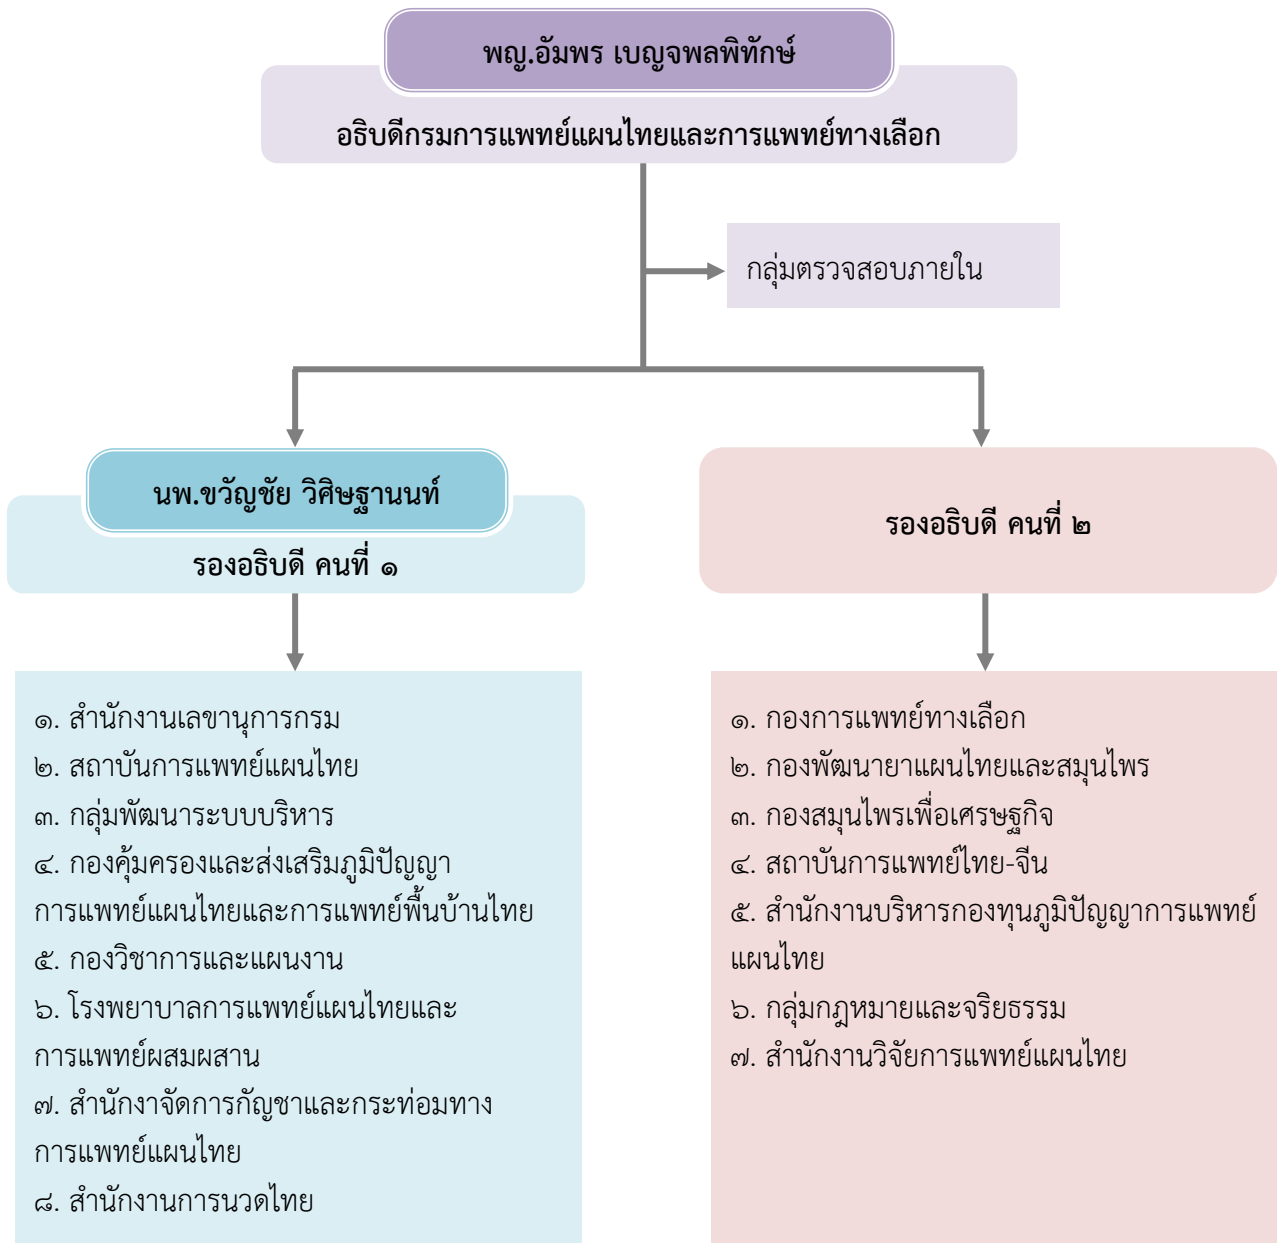 พญ.อัมพร เบญจพลพิทักษ์
อธิบดีกรมการแพทย์แผนไทยและการแพทย์ทางเลือก
กลุ่มตรวจสอบภายใน
นพ.ขวัญชัย วิศิษฐานนท์
รองอธิบดี คนที่ ๑
๑. สำนักงานเลขานุการกรม
๒. สถาบันการแพทย์แผนไทย
๓. กลุ่มพัฒนาระบบบริหาร
๔. กองคุ้มครองและส่งเสริมภูมิปัญญา
การแพทย์แผนไทยและการแพทย์พื้นบ้านไทย
๕. กองวิชาการและแผนงาน
๖. โรงพยาบาลการแพทย์แผนไทยและ
การแพทย์ผสมผสาน
๗. สำนักงาจัดการกัญชาและกระท่อมทาง
การแพทย์แผนไทย
๘. สำนักงานการนวดไทย
รองอธิบดี คนที่ ๒
๑. กองการแพทย์ทางเลือก
๒. กองพัฒนายาแผนไทยและสมุนไพร
๓. กองสมุนไพรเพื่อเศรษฐกิจ
๔. สถาบันการแพทย์ไทย-จีน
๕. สำนักงานบริหารกองทุนภูมิปัญญาการแพทย์
แผนไทย
๖. กลุ่มกฎหมายและจริยธรรม
๗. สำนักงานวิจัยการแพทย์แผนไทย